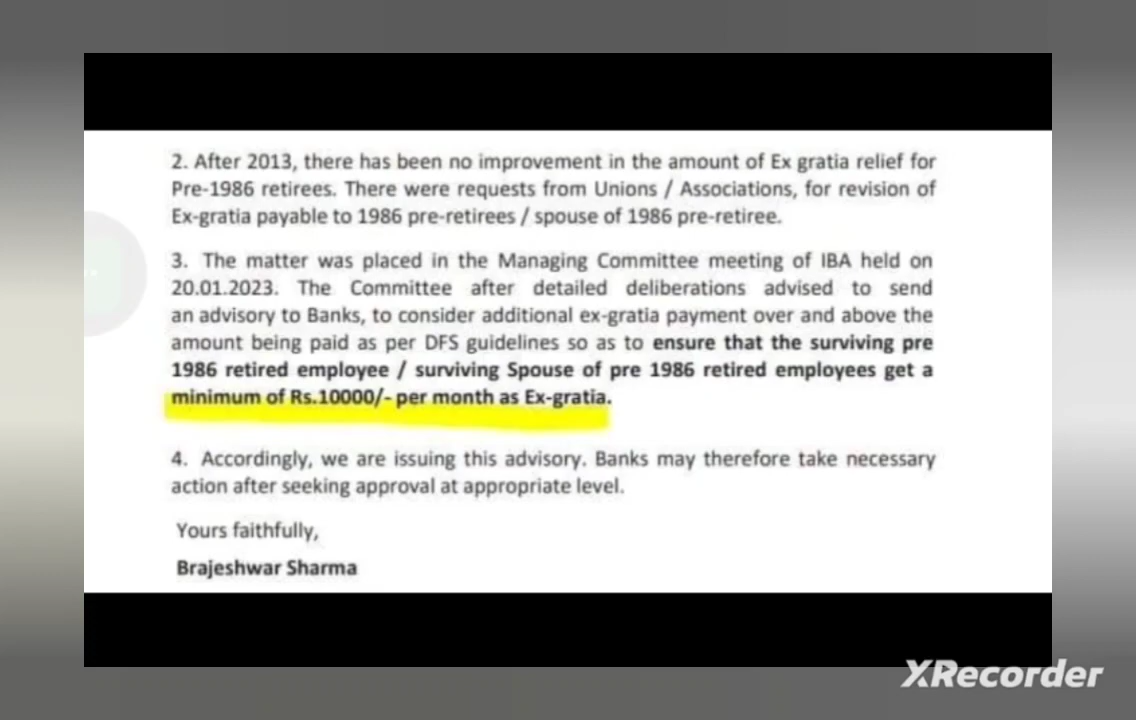 2. After 2013, there has been no improvement in the amount of Ex gratia relief for
Pre-1986 retirees. There were requests from Unions / Associations, for revision of
Ex-gratia payable to 1986 pre-retirees / spouse of 1986 pre-retiree.
3. The matter was placed in the Managing Committee meeting of IBA held on
20.01.2023. The Committee after detailed deliberations advised to send
an advisory to Banks, to consider additional ex-gratia payment over and above the
amount being paid as per DFS guidelines so as to ensure that the surviving pre
1986 retired employee / surviving Spouse of pre 1986 retired employees get a
minimum of Rs.10000/- per month as Ex-gratia.
4. Accordingly, we are issuing this advisory. Banks may therefore take necessary
action after seeking approval at appropriate level.
Yours faithfully,
Brajeshwar Sharma
XRecorder